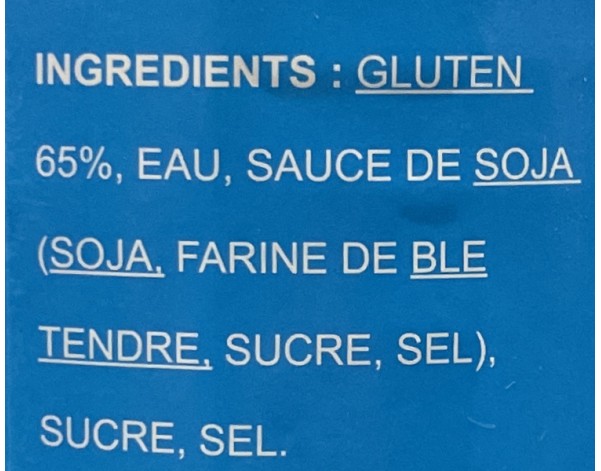 INGREDIENTS : GLUTEN
65%, EAU, SAUCE DE SOJA
(SOJA, FARINE DE BLE
TENDRE, SUCRE, SEL),
SUCRE, SEL.